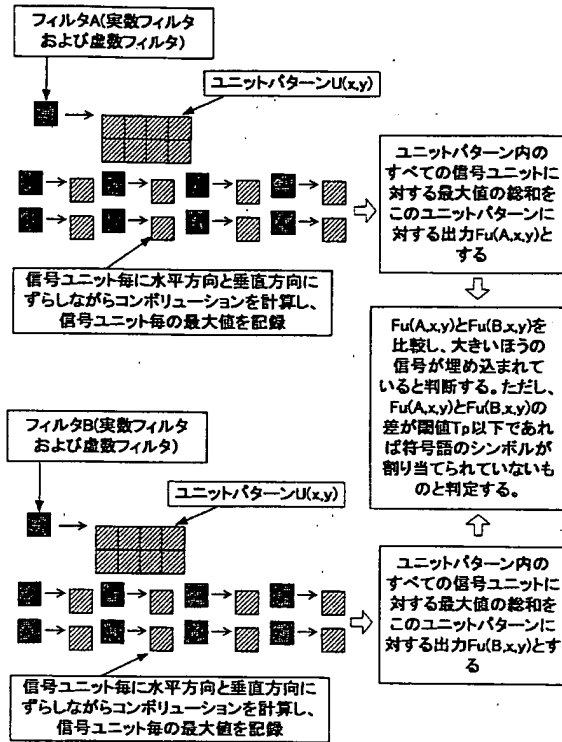 フィルタA(実数フィルタ
および虚数フィルタ)
ユニットパターンU(x,y)
信号ユニット毎に水平方向と垂直方向に
ずらしながらコンボリューションを計算し、
信号ユニット毎の最大値を記録
ユニットパターン内の
すべての信号ユニットに
対する最大値の総和を
このユニットパターンに
対する出力Fu(A,x,y)と
する
Fu(A,x,y)とFu(B,x,y)を
比較し、大きいほうの
信号が埋め込まれて
いると判断する。ただし、
Fu(A,x,y)とFu(B,x,y)の
差が閾値Tp以下であれ
ば符号語のシンボルが
割り当てられていないも
のと判定する。
フィルタB(実数フィルタ
および虚数フィルタ)
ユニットパターンU(x,y)
信号ユニット毎に水平方向と垂直方向に
ずらしながらコンボリューションを計算し、
信号ユニット毎の最大値を記録
ユニットパターン内の
すべての信号ユニットに
対する最大値の総和を
このユニットパターンに
対する出力Fu(B,x,y)とす
る